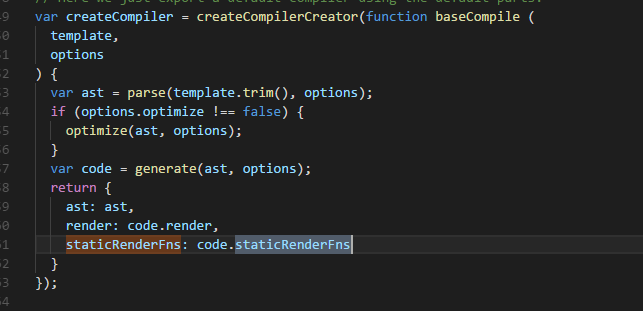 // Here we just export a default compiler using the default parts.
var createCompiler = createCompilerCreator(function baseCompile (
template,
options
) {
var ast = parse(template.trim(), options);
if (options.optimize !== false) {
optimize(ast, options);
}
var code = generate(ast, options);
return {
ast: ast,
render: code.render,
staticRenderFns: code.staticRenderFns
}
});